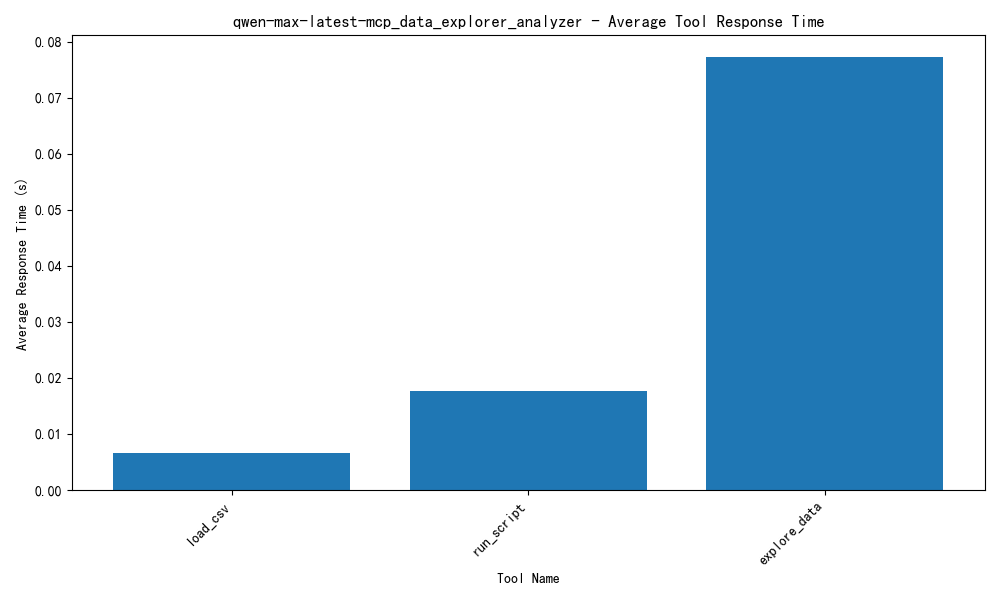 qwen-max-latest-mcp_data_explorer_analyzer - Average Tool Response Time
Average Response Time (s)
0.08
0.07
0.06
0.05
0.04
0.03
0.02
0.01
0.00
load_csv
run_script
explore_data
Tool Name